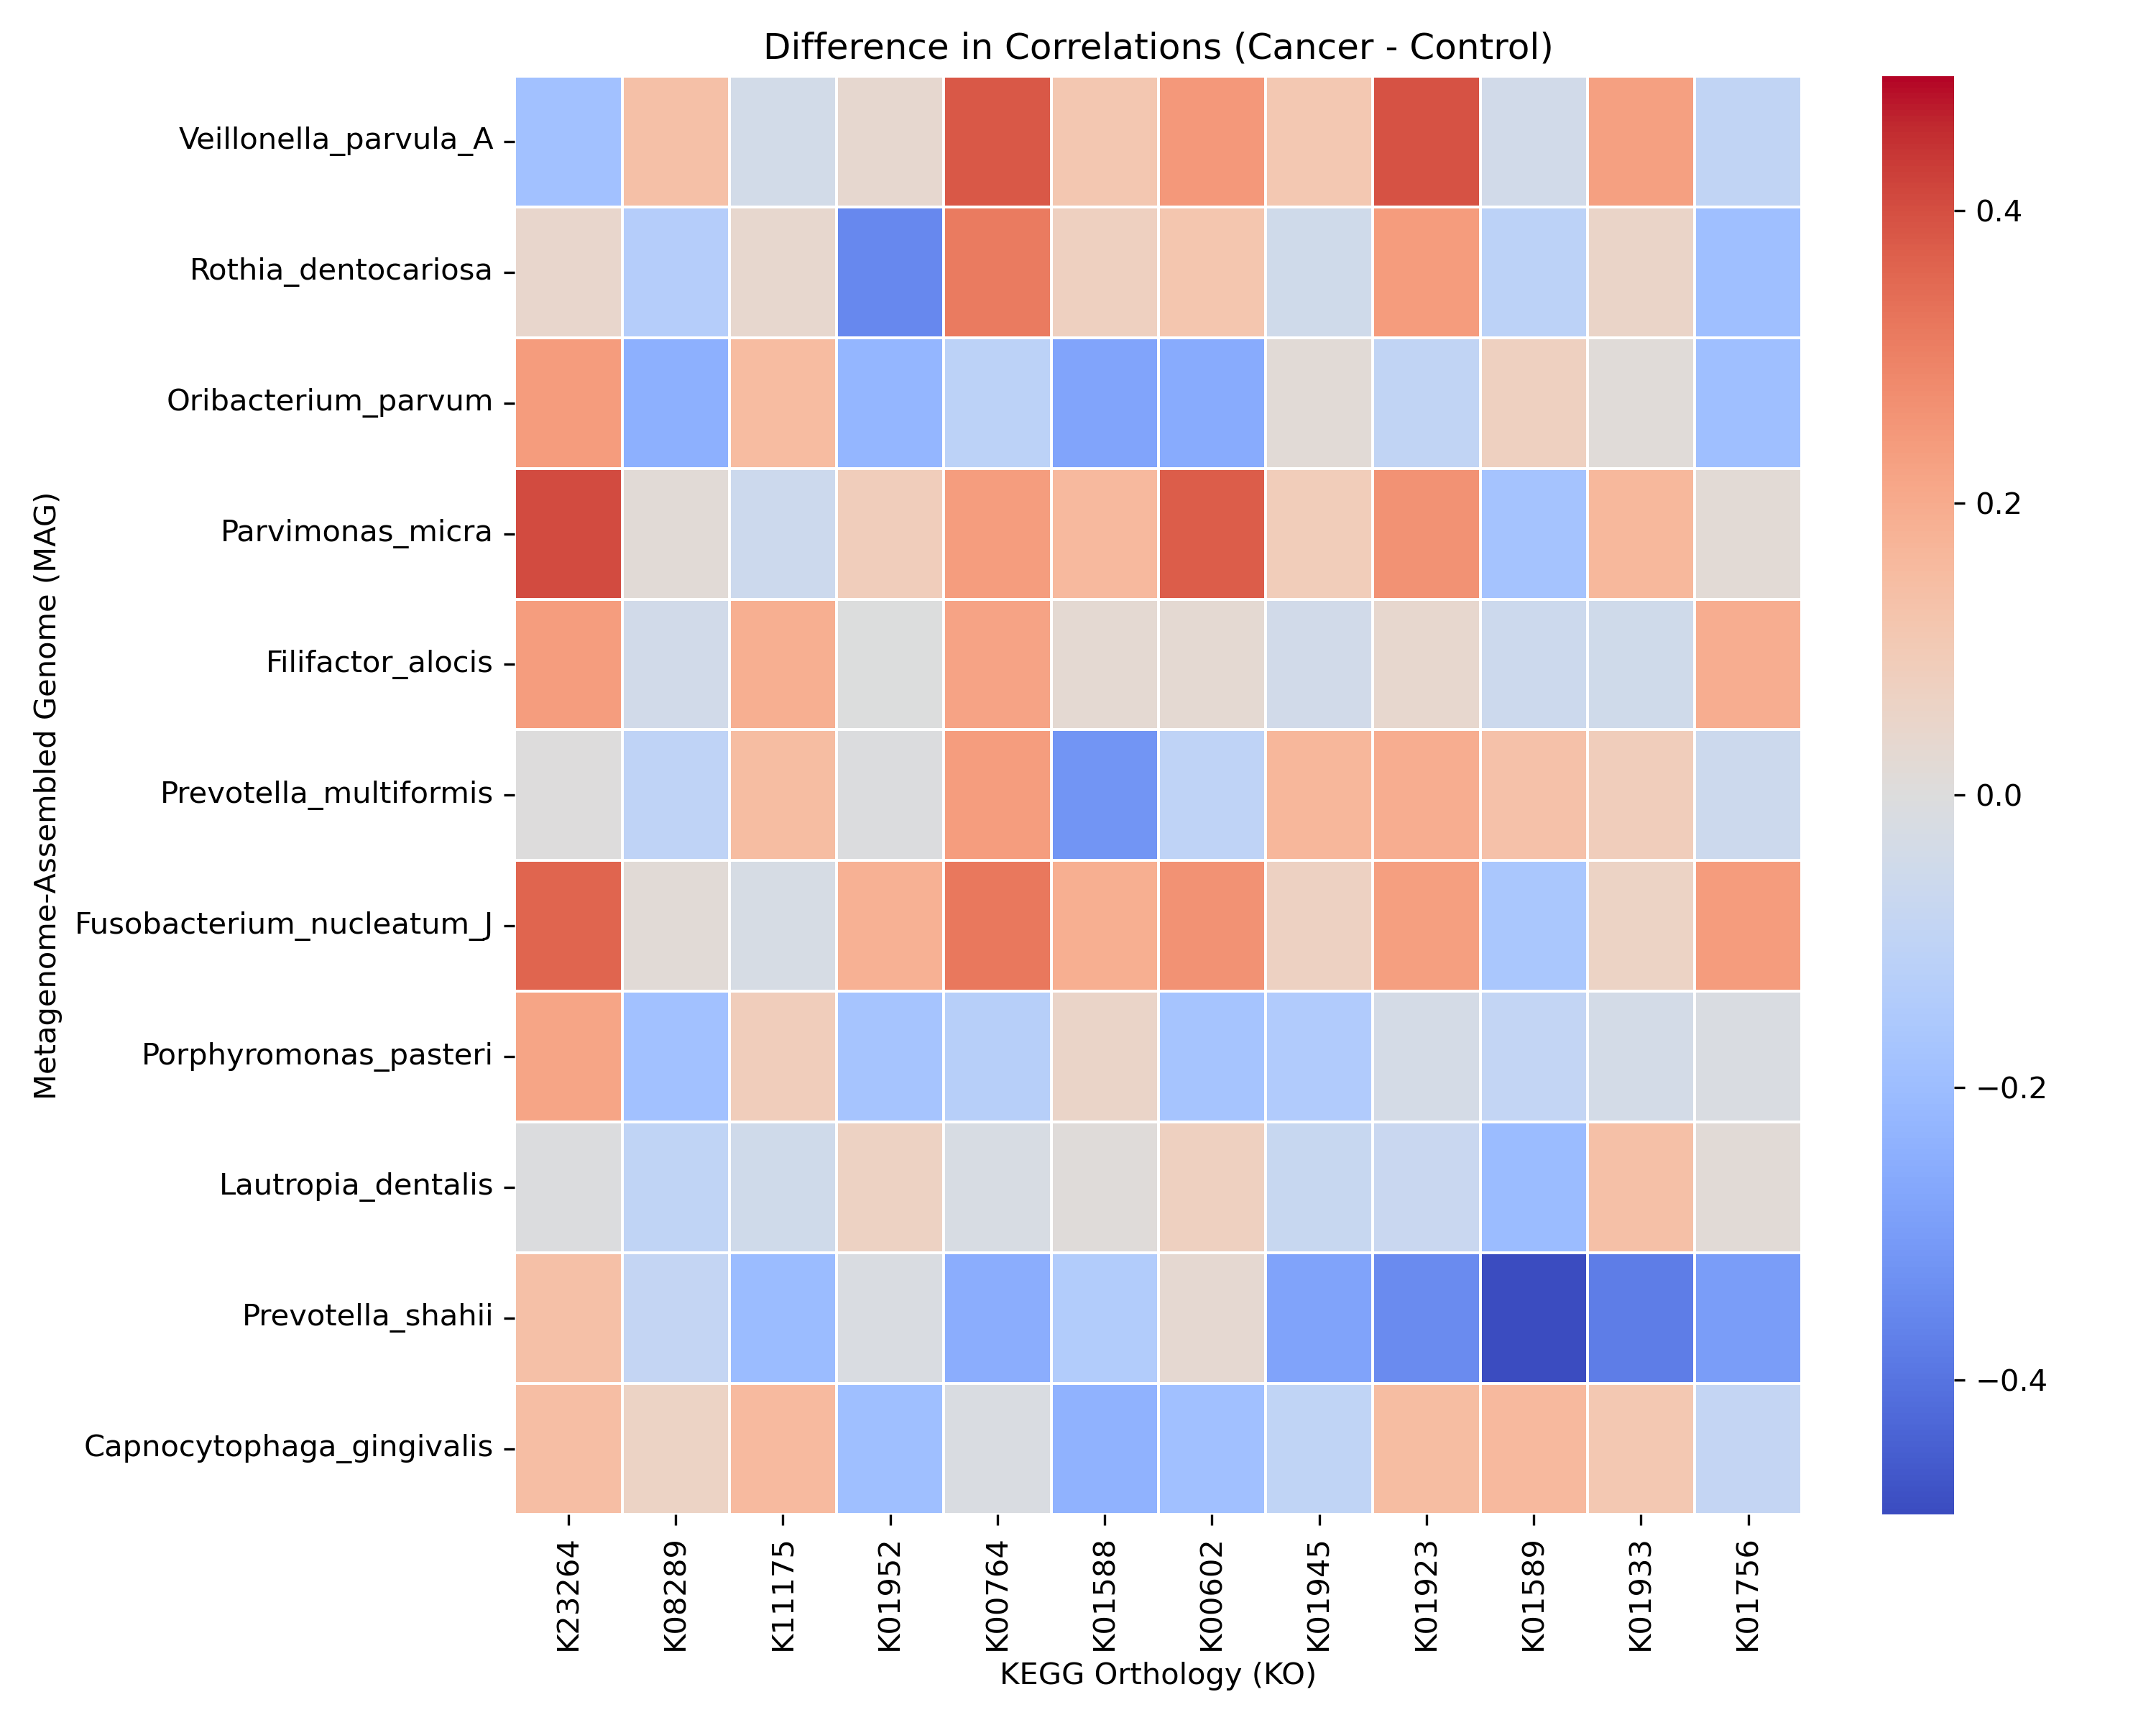 Difference in Correlations (Cancer - Control)
Metagenome-Assembled Genome (MAG)
Veillonella_parvula_A
Rothia_dentocariosa
Oribacterium_parvum
Parvimonas_micra
Filifactor_alocis
Prevotella_multiformis
Fusobacterium_nucleatum_J
Porphyromonas_pasteri
Lautropia_dentalis
Prevotella_shahii
Capnocytophaga_gingivalis
K23264
K08289
K11175
K01952
K00764
K01588
K00602
K01945
K01923
K01589
K01933
K01756
KEGG Orthology (KO)
0.4
0.2
0.0
−0.2
−0.4